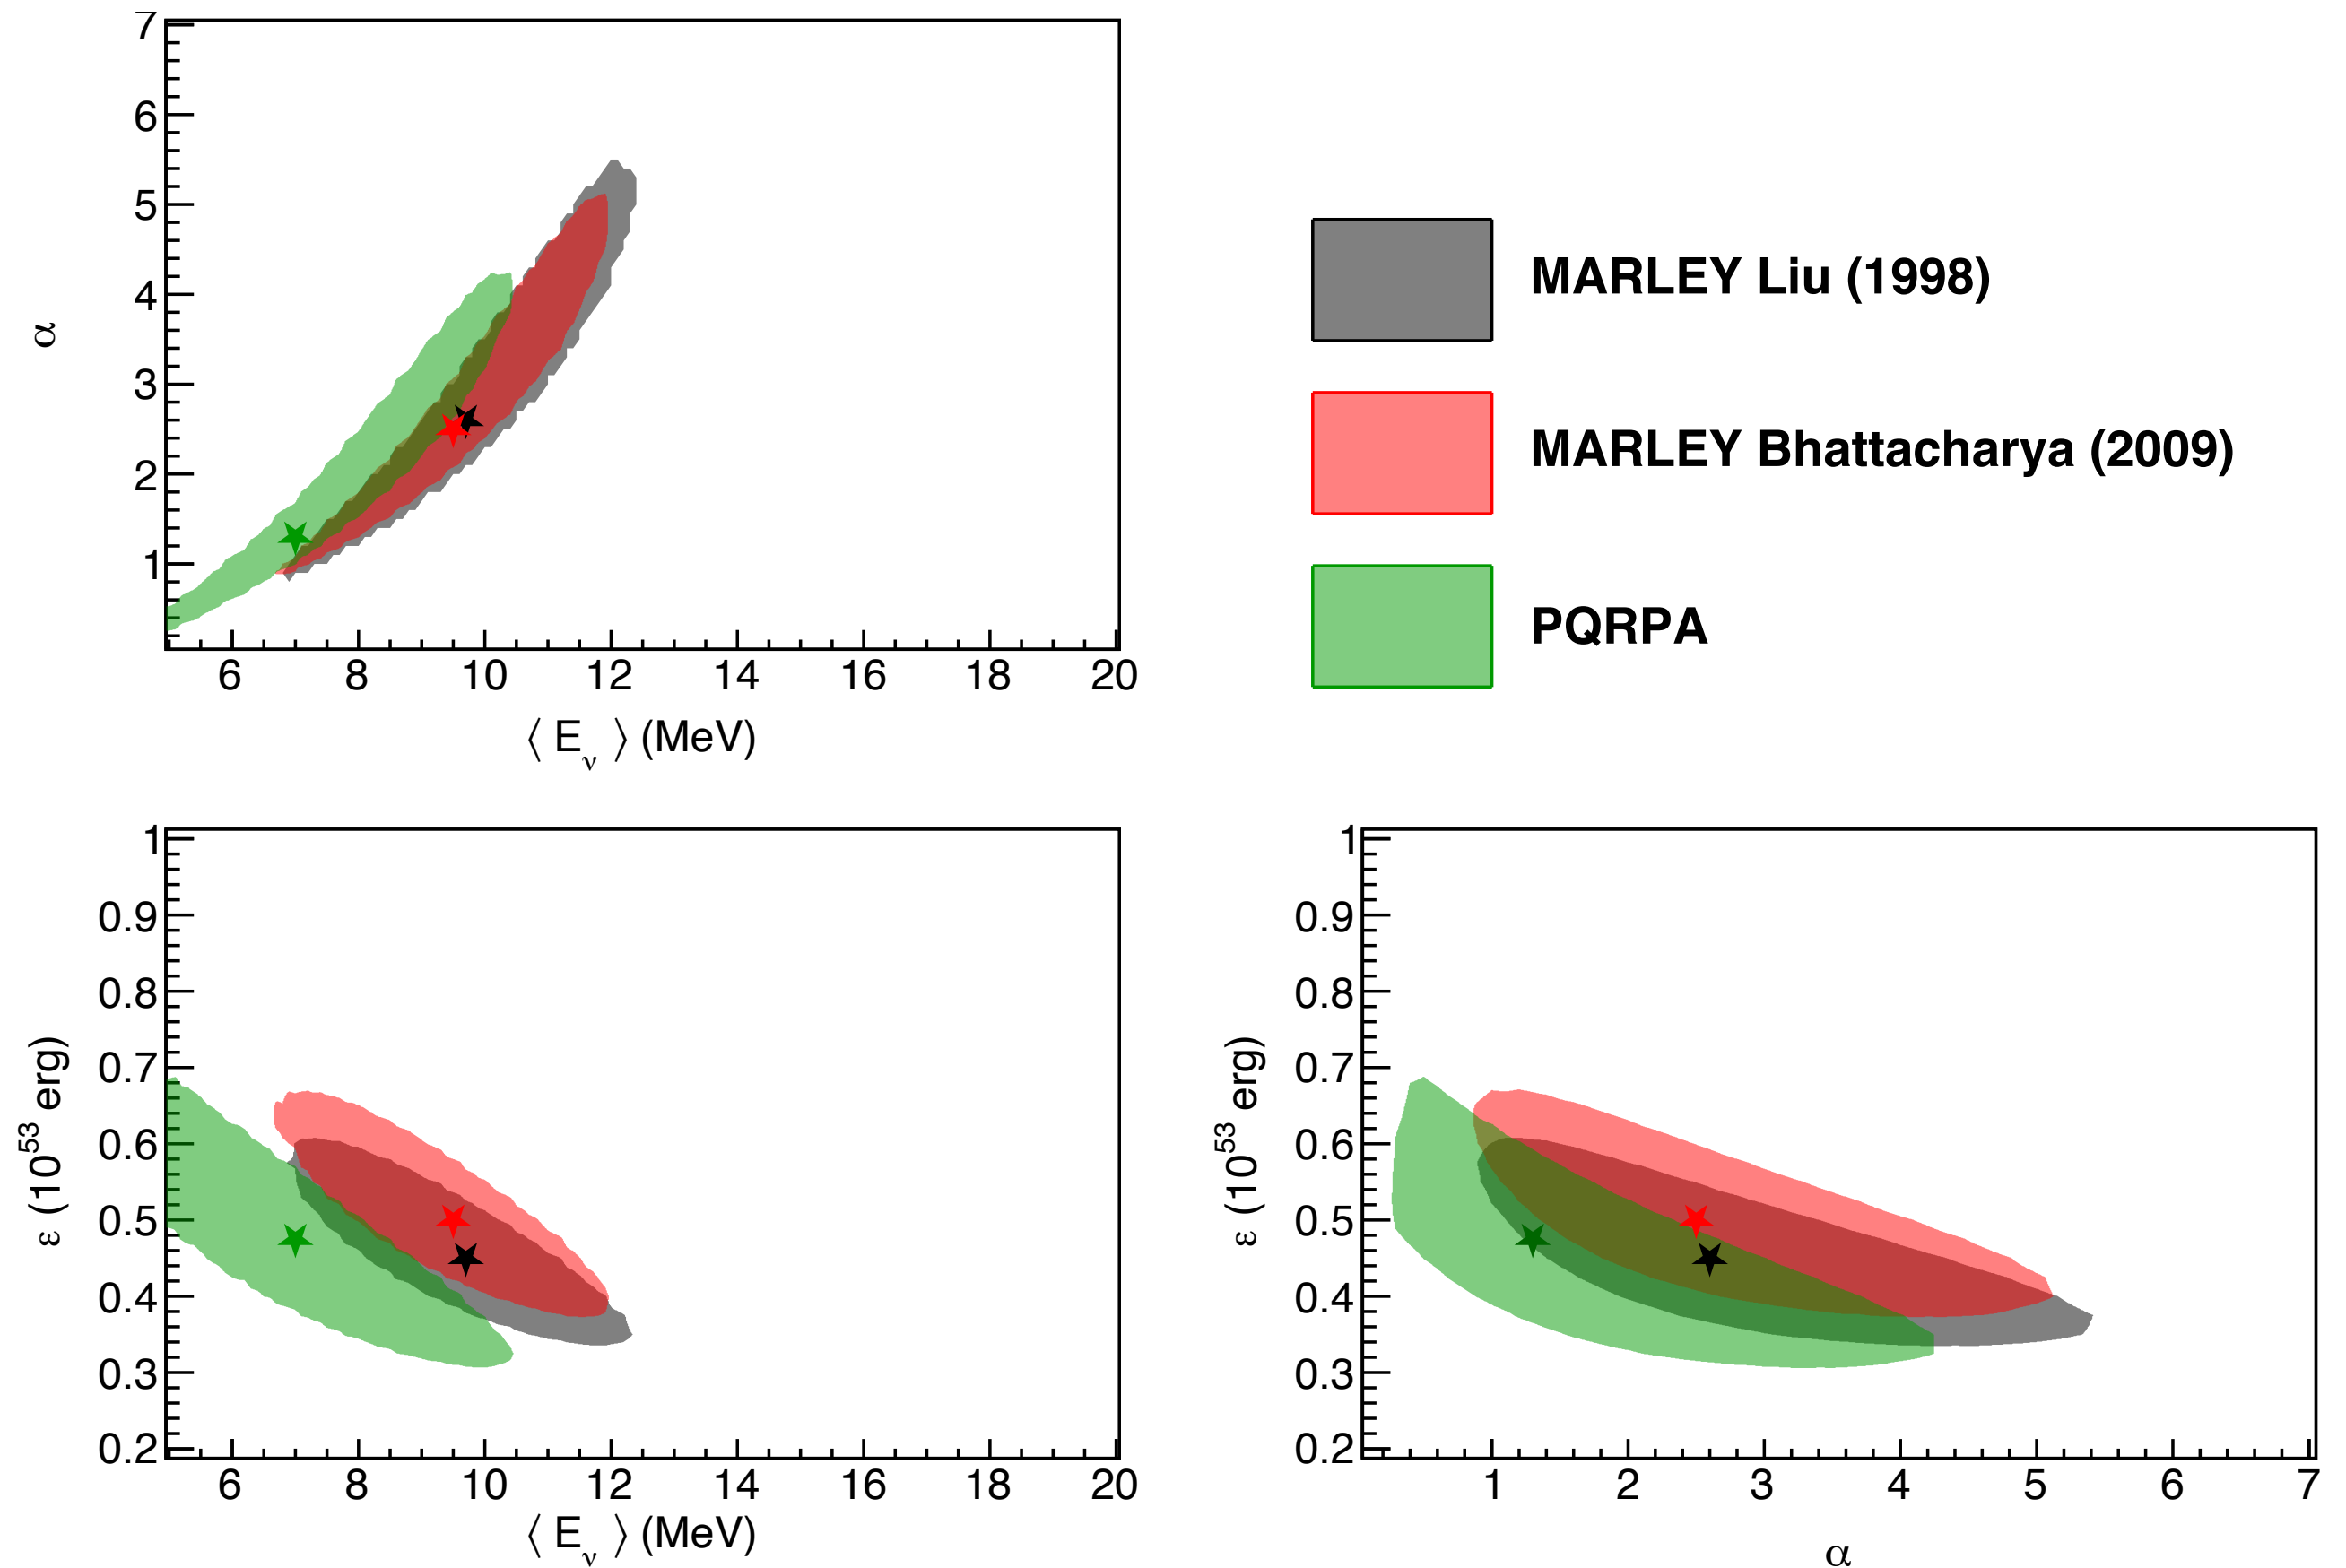 7
6
5
4
3
2
1
α
6 8 10 12 14 16 18 20
⟨ E_ν ⟩ (MeV)
MARLEY Liu (1998)
MARLEY Bhattacharya (2009)
PQRPA
1
0.9
0.8
0.7
0.6
0.5
0.4
0.3
0.2
ε (10^53 erg)
6 8 10 12 14 16 18 20
⟨ E_ν ⟩ (MeV)
1
0.9
0.8
0.7
0.6
0.5
0.4
0.3
0.2
ε (10^53 erg)
1 2 3 4 5 6 7
α